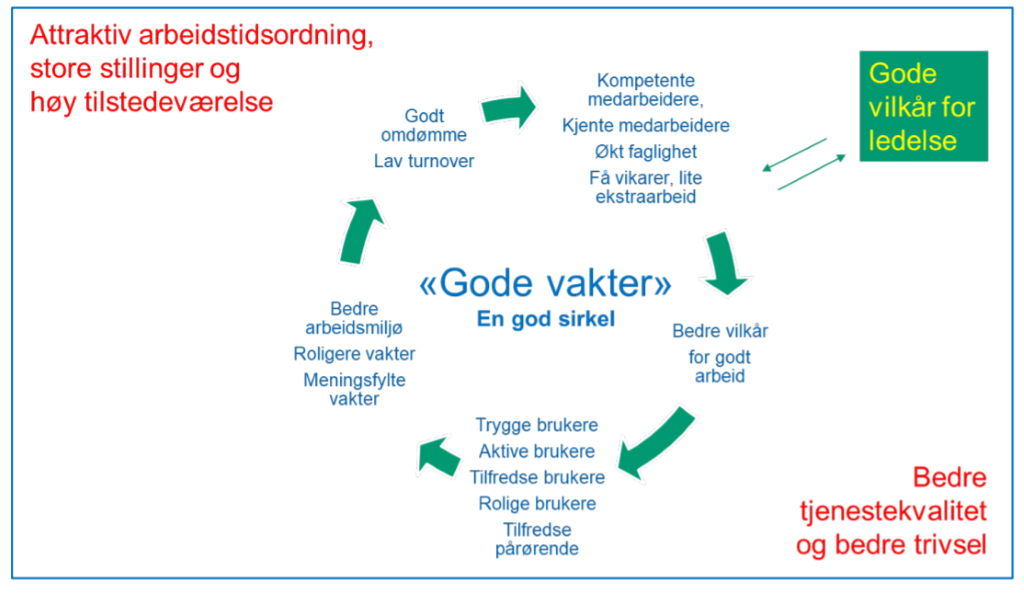 Attraktiv arbeidstidsordning,
store stillinger og
høy tilstedeværelse
Gode
vilkår for
ledelse
Kompetente
medarbeidere,
Kjente medarbeidere
Økt faglighet
Få vikarer, lite
ekstraarbeid
Godt
omdømme
Lav turnover
«Gode vakter»
En god sirkel
Bedre vilkår
for godt
arbeid
Trygge brukere
Aktive brukere
Tilfredse brukere
Rolige brukere
Tilfredse
pårørende
Bedre
arbeidsmiljø
Roligere vakter
Meningsfylte
vakter
Bedre
tjenestekvalitet
og bedre trivsel